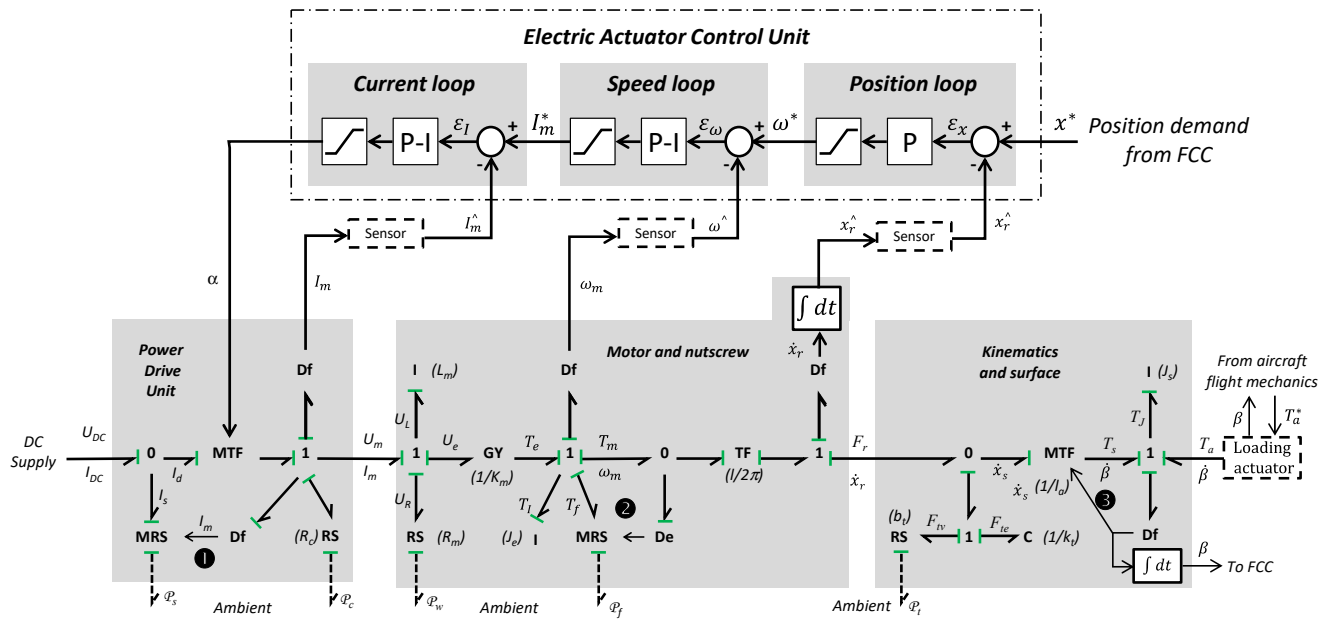 Electric Actuator Control Unit
Current loop
Speed loop
Position loop
P-I
ε_I
+
-
I_m^*
P-I
ε_ω
+
-
ω^*
P
ε_x
+
-
x^*
Position demand
from FCC
Sensor
I_m^^
Sensor
ω^^
x_r^^
Sensor
x_r^^
α
I_m
ω_m
∫ dt
ẋ_r
Power
Drive
Unit
Motor and nutscrew
Kinematics
and surface
From aircraft
flight mechanics
β
T_a^*
Loading
actuator
DC
Supply
U_DC
I_DC
0
I_d
MTF
1
Df
U_m
I_m
I_s
MRS
I_m
1
Df
(R_c)
RS
𝒫_s
Ambient
𝒫_c
I
(L_m)
U_L
1
U_e
GY
(1/K_m)
T_e
Df
1
T_m
ω_m
0
TF
(l/2π)
1
Df
F_r
ẋ_r
U_R
RS
(R_m)
T_I
(J_e)
I
T_f
MRS
2
De
𝒫_w
Ambient
𝒫_f
0
ẋ_s
ẋ_s
MTF
(1/l_a)
T_s
β̇
1
T_J
I
(J_s)
T_a
β̇
3
(b_t)
RS
F_tv
1
F_te
C
(1/k_t)
Df
∫ dt
β
To FCC
Ambient
𝒫_t